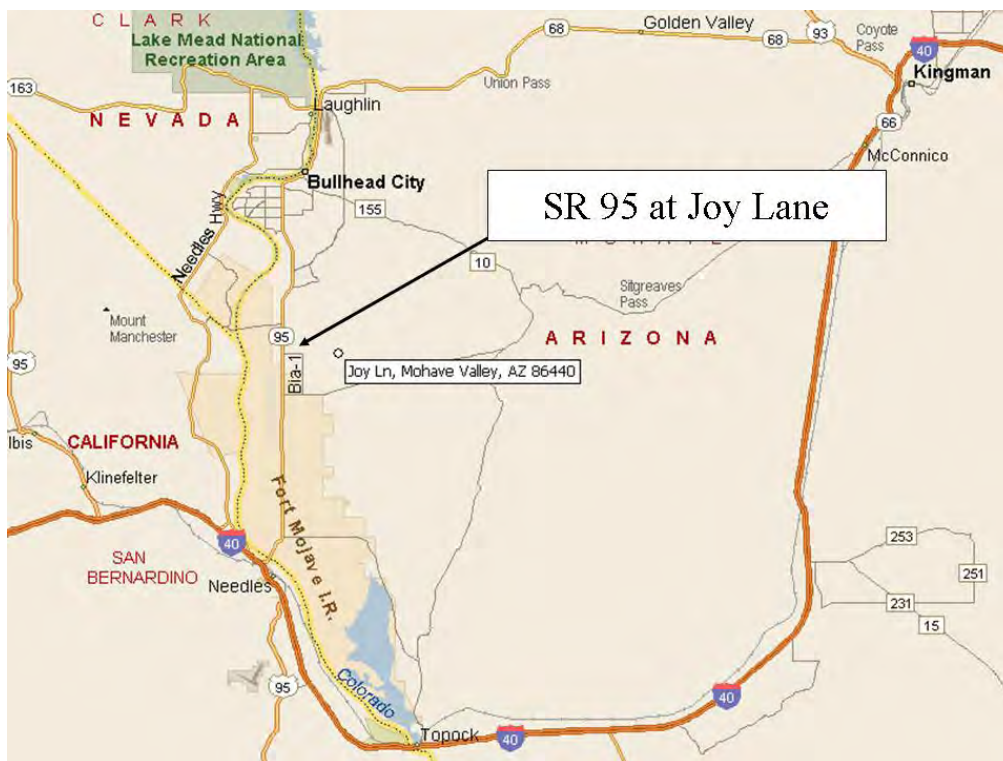 CLARK
Lake Mead National
Recreation Area
163
NEVADA
Laughlin
68
Golden Valley
68
93
Coyote
Pass
40
Kingman
Union Pass
66
McConnico
Bullhead City
Needles Hwy
155
SR 95 at Joy Lane
10
Sitgreaves
Pass
ARIZONA
Mount
Manchester
95
95
Bia-1
Joy Ln, Mohave Valley, AZ 86440
lbis
CALIFORNIA
Klinefelter
Fort Mojave I.R.
40
SAN
BERNARDINO
Needles
253
251
231
15
95
Colorado
Topock
40
40